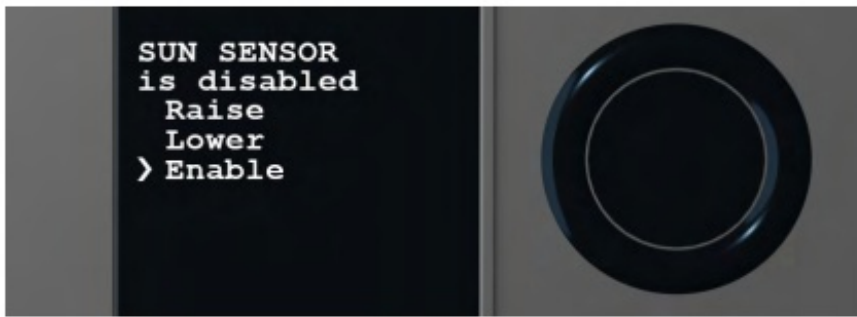 SUN SENSOR
is disabled
Raise
Lower
❯ Enable